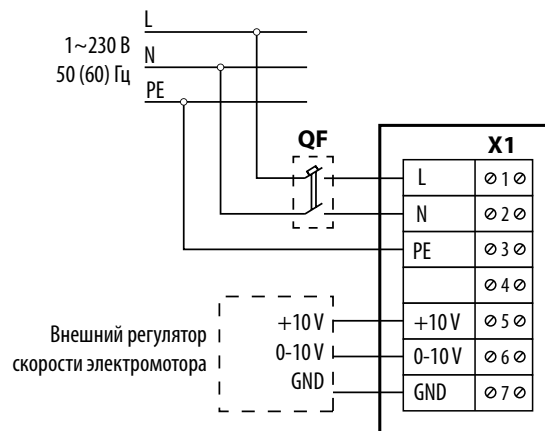 L
1~230 В
N
50 (60) Гц
PE
QF
X1
L 1
N 2
PE 3
4
+10 V +10 V 5
Внешний регулятор
0-10 V 0-10 V 6
скорости электромотора
GND GND 7